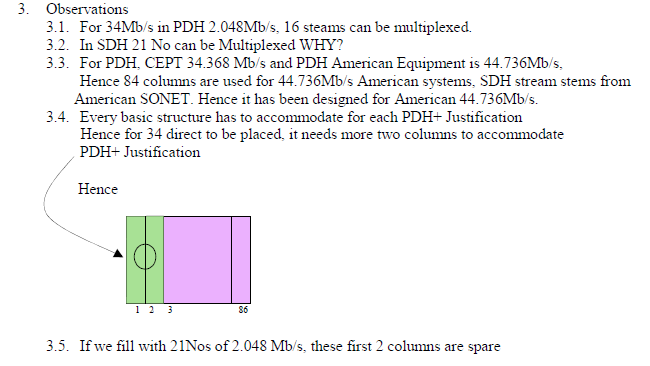 3. Observations
3.1. For 34Mb/s in PDH 2.048Mb/s, 16 steams can be multiplexed.
3.2. In SDH 21 No can be Multiplexed WHY?
3.3. For PDH, CEPT 34.368 Mb/s and PDH American Equipment is 44.736Mb/s,
Hence 84 columns are used for 44.736Mb/s American systems, SDH stream stems from
American SONET. Hence it has been designed for American 44.736Mb/s.
3.4. Every basic structure has to accommodate for each PDH+ Justification
Hence for 34 direct to be placed, it needs more two columns to accommodate
PDH+ Justification
Hence
1 2 3 86
3.5. If we fill with 21Nos of 2.048 Mb/s, these first 2 columns are spare